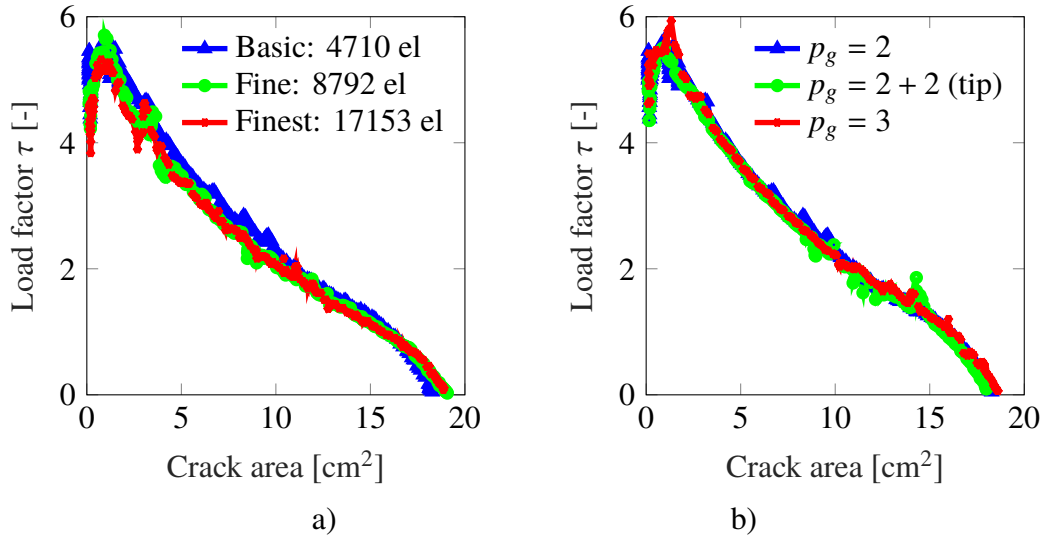 6
4
2
0
Load factor τ [-]
Basic: 4710 el
Fine: 8792 el
Finest: 17153 el
0 5 10 15 20
Crack area [cm²]
a)
6
4
2
0
Load factor τ [-]
p_g = 2
p_g = 2 + 2 (tip)
p_g = 3
0 5 10 15 20
Crack area [cm²]
b)